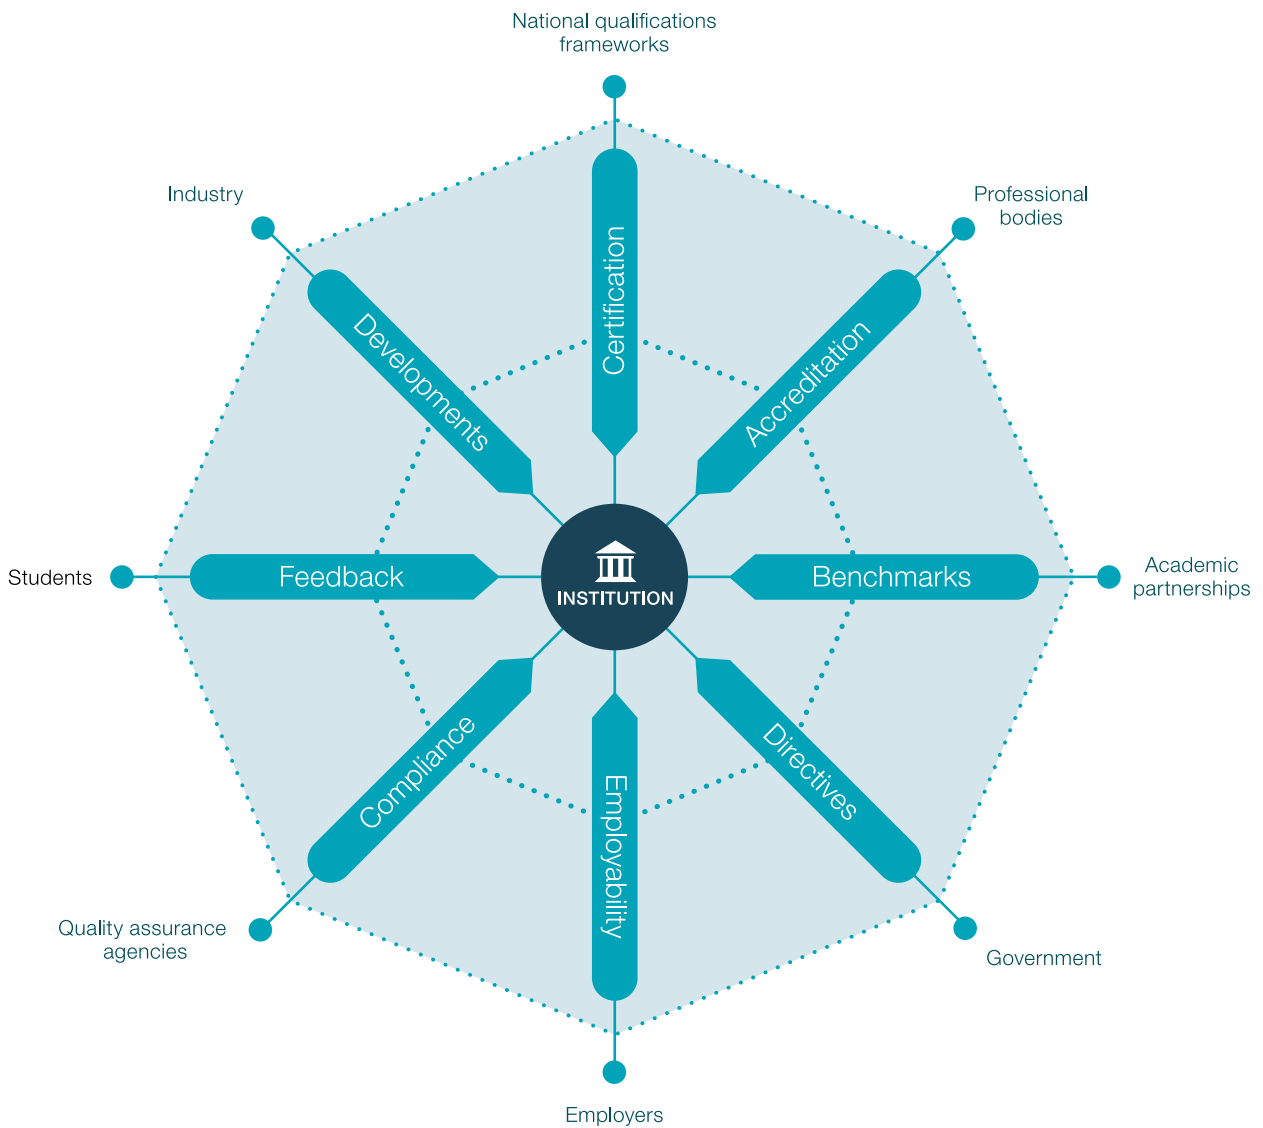 National qualifications
frameworks
Industry
Professional
bodies
Certification
Developments
Accreditation
Students
Feedback
INSTITUTION
Benchmarks
Academic
partnerships
Compliance
Employability
Directives
Quality assurance
agencies
Government
Employers